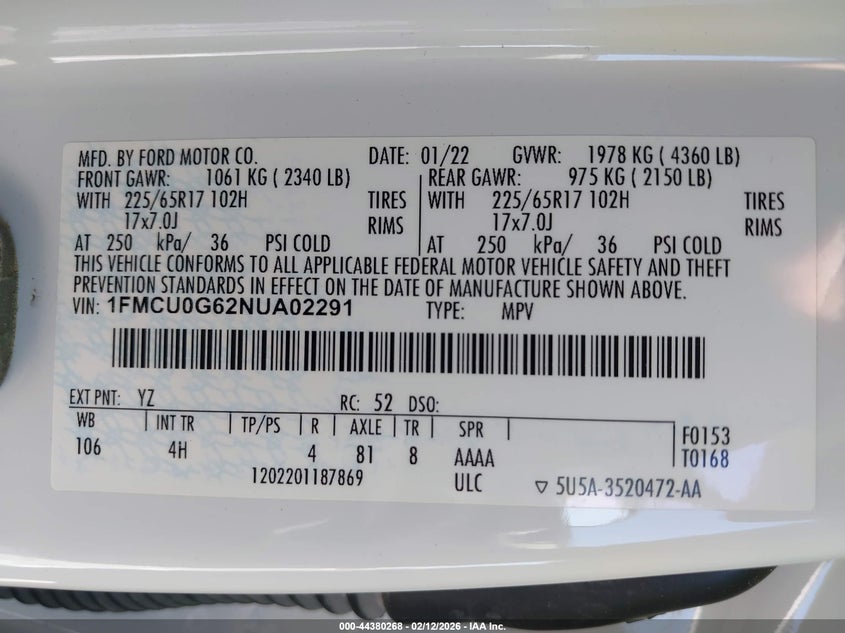 MFD. BY FORD MOTOR CO. DATE: 01/22 GVWR: 1978 KG ( 4360 LB)
FRONT GAWR: 1061 KG ( 2340 LB) REAR GAWR: 975 KG ( 2150 LB)
WITH 225/65R17 102H TIRES WITH 225/65R17 102H TIRES
17x7.0J RIMS 17x7.0J RIMS
AT 250 kPa/ 36 PSI COLD AT 250 kPa/ 36 PSI COLD
THIS VEHICLE CONFORMS TO ALL APPLICABLE FEDERAL MOTOR VEHICLE SAFETY AND THEFT
PREVENTION STANDARDS IN EFFECT ON THE DATE OF MANUFACTURE SHOWN ABOVE.
VIN: 1FMCU0G62NUA02291 TYPE: MPV
EXT PNT: YZ RC: 52 DSO:
WB INT TR TP/PS R AXLE TR SPR F0153
106 4H 4 81 8 AAAA T0168
1202201187869 ULC ▽ 5U5A-3520472-AA
000-44380268 - 02/12/2026 - IAA Inc.